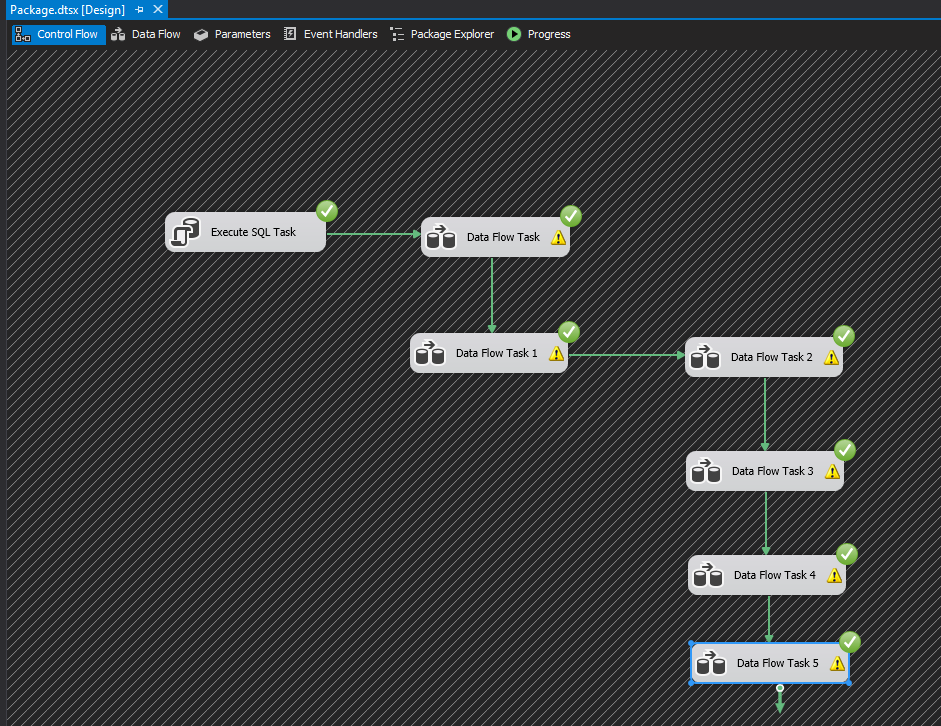 Package.dtsx [Design]
Control Flow Data Flow Parameters Event Handlers Package Explorer Progress
Execute SQL Task
Data Flow Task
Data Flow Task 1
Data Flow Task 2
Data Flow Task 3
Data Flow Task 4
Data Flow Task 5